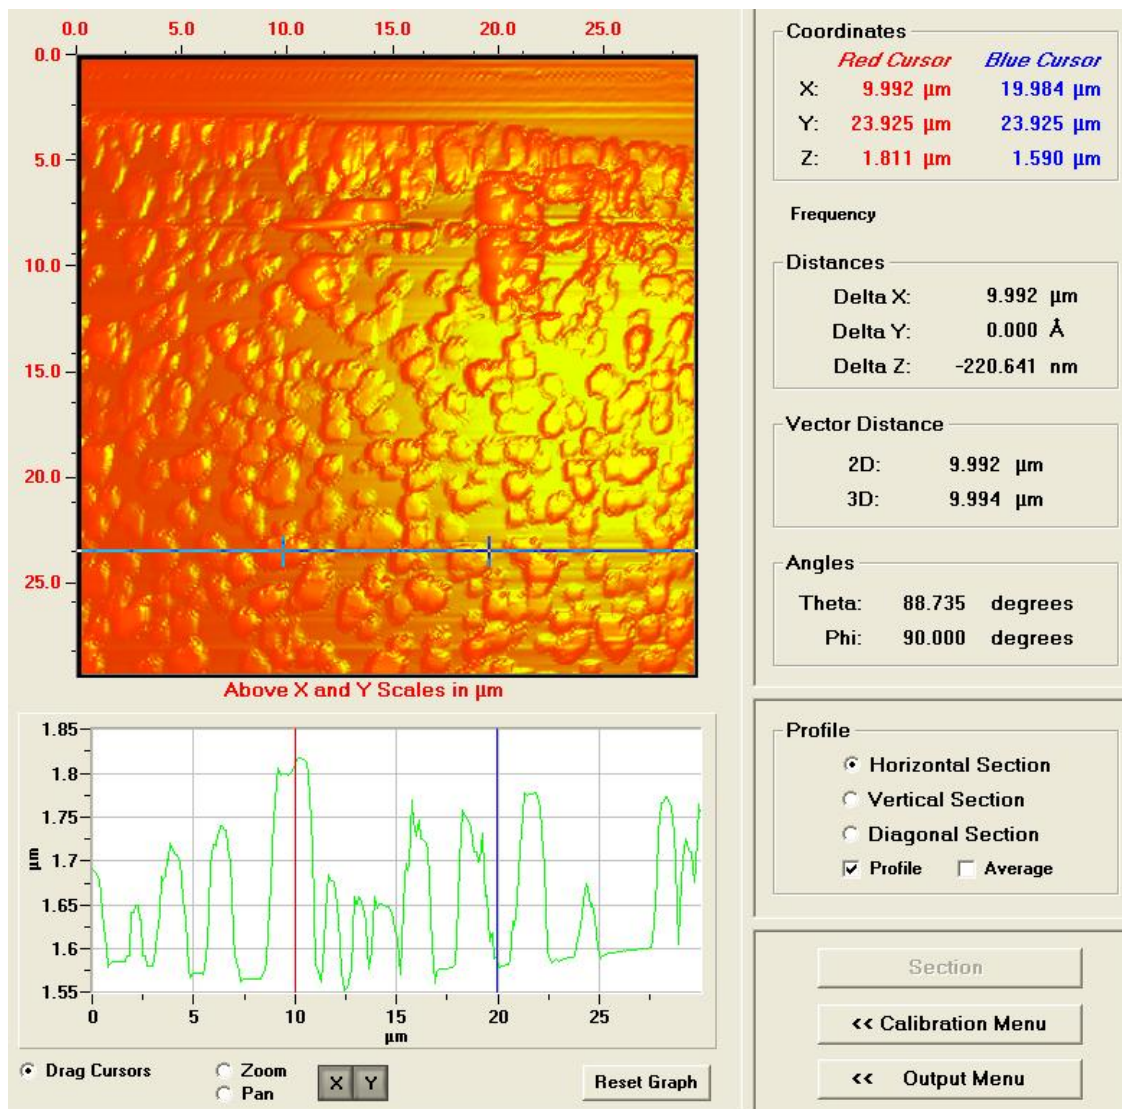 0.0 5.0 10.0 15.0 20.0 25.0
0.0
5.0
10.0
15.0
20.0
25.0
Above X and Y Scales in µm
Coordinates
Red Cursor Blue Cursor
X: 9.992 µm 19.984 µm
Y: 23.925 µm 23.925 µm
Z: 1.811 µm 1.590 µm
Frequency
Distances
Delta X: 9.992 µm
Delta Y: 0.000 Å
Delta Z: -220.641 nm
Vector Distance
2D: 9.992 µm
3D: 9.994 µm
Angles
Theta: 88.735 degrees
Phi: 90.000 degrees
1.85
1.8
1.75
1.7
1.65
1.6
1.55
µm
0 5 10 15 20 25
µm
Profile
Horizontal Section
Vertical Section
Diagonal Section
Profile Average
Section
<< Calibration Menu
<< Output Menu
Drag Cursors
Zoom
Pan
X Y
Reset Graph